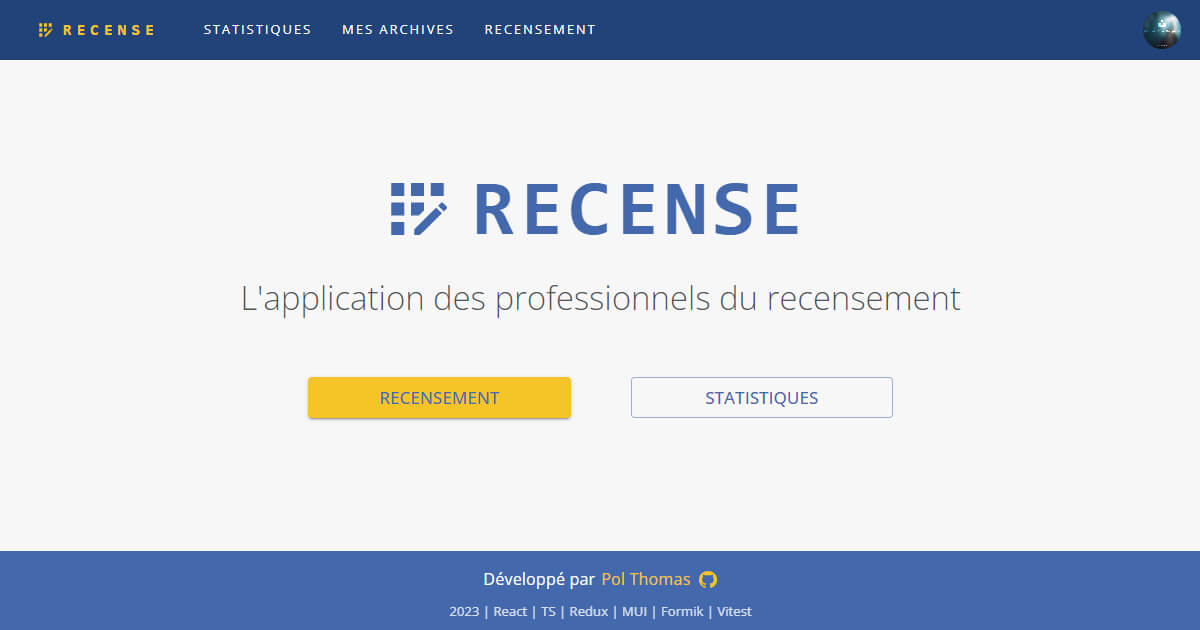 RECENSE STATISTIQUES MES ARCHIVES RECENSEMENT
RECENSE
L'application des professionnels du recensement
RECENSEMENT STATISTIQUES
Développé par Pol Thomas
2023 | React | TS | Redux | MUI | Formik | Vitest